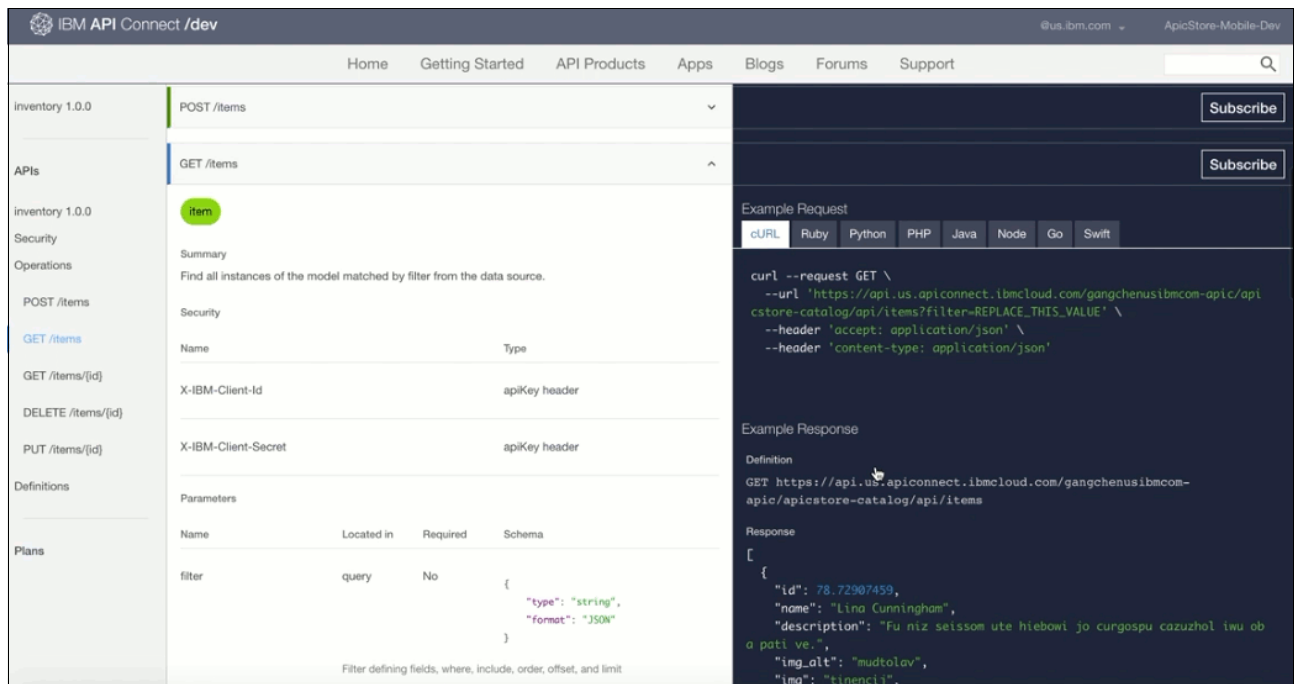 IBM API Connect /dev
@us.ibm.com
ApicStore-Mobile-Dev
Home Getting Started API Products Apps Blogs Forums Support
inventory 1.0.0
APIs
inventory 1.0.0
Security
Operations
POST /items
GET /items
GET /items/{id}
DELETE /items/{id}
PUT /items/{id}
Definitions
Plans
POST /items
GET /items
item
Summary
Find all instances of the model matched by filter from the data source.
Security
Name Type
X-IBM-Client-Id apiKey header
X-IBM-Client-Secret apiKey header
Parameters
Name Located in Required Schema
filter query No
{
"type": "string",
"format": "JSON"
}
Filter defining fields, where, include, order, offset, and limit
Subscribe
Subscribe
Example Request
cURL Ruby Python PHP Java Node Go Swift
curl --request GET \
--url 'https://api.us.apiconnect.ibmcloud.com/gangchenusibmcom-apic/api
cstore-catalog/api/items?filter=REPLACE_THIS_VALUE' \
--header 'accept: application/json' \
--header 'content-type: application/json'
Example Response
Definition
GET https://api.us.apiconnect.ibmcloud.com/gangchenusibmcom-
apic/apicstore-catalog/api/items
Response
[
{
"id": 78.72907459,
"name": "Lina Cunningham",
"description": "Fu niz seissom ute hiebowi jo curgospu cazuzhol iwu ob
a pati ve.",
"img_alt": "mudtolav",
"img": "tinencij",